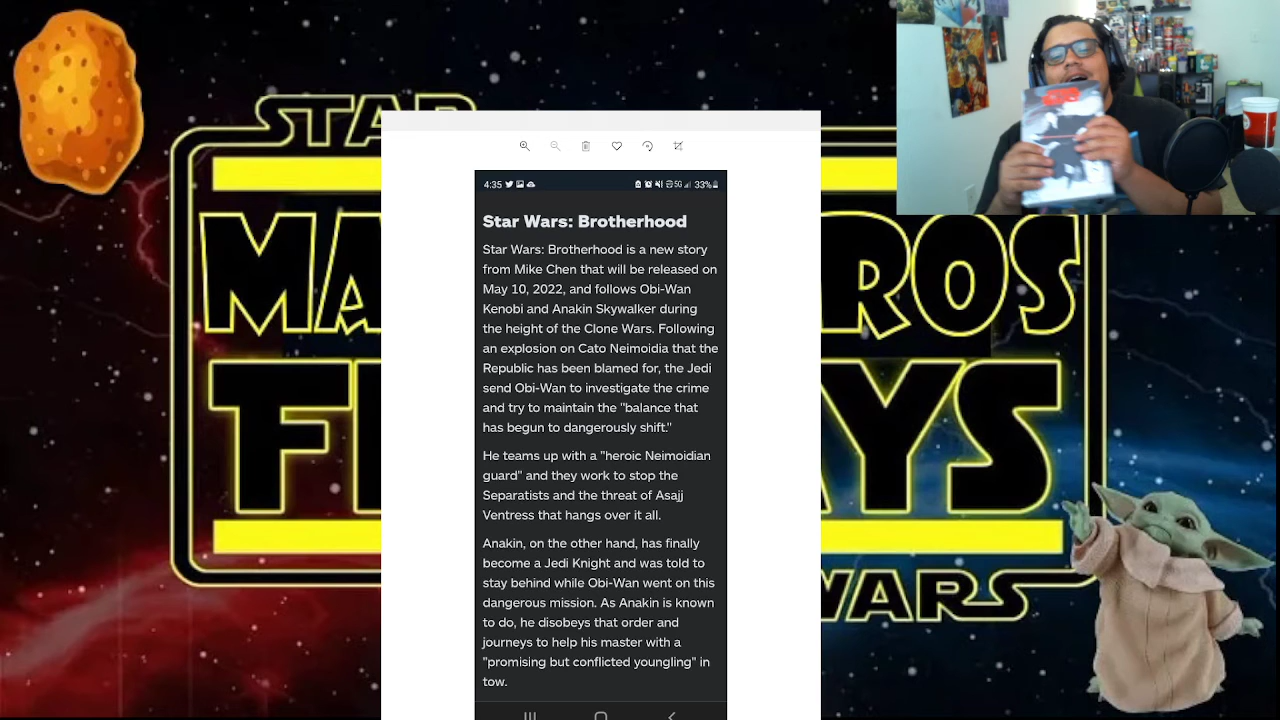 STAR
MA ROS
F AYS
WARS
4:35
5G 33%
Star Wars: Brotherhood
Star Wars: Brotherhood is a new story
from Mike Chen that will be released on
May 10, 2022, and follows Obi-Wan
Kenobi and Anakin Skywalker during
the height of the Clone Wars. Following
an explosion on Cato Neimoidia that the
Republic has been blamed for, the Jedi
send Obi-Wan to investigate the crime
and try to maintain the "balance that
has begun to dangerously shift."
He teams up with a "heroic Neimoidian
guard" and they work to stop the
Separatists and the threat of Asajj
Ventress that hangs over it all.
Anakin, on the other hand, has finally
become a Jedi Knight and was told to
stay behind while Obi-Wan went on this
dangerous mission. As Anakin is known
to do, he disobeys that order and
journeys to help his master with a
"promising but conflicted youngling" in
tow.